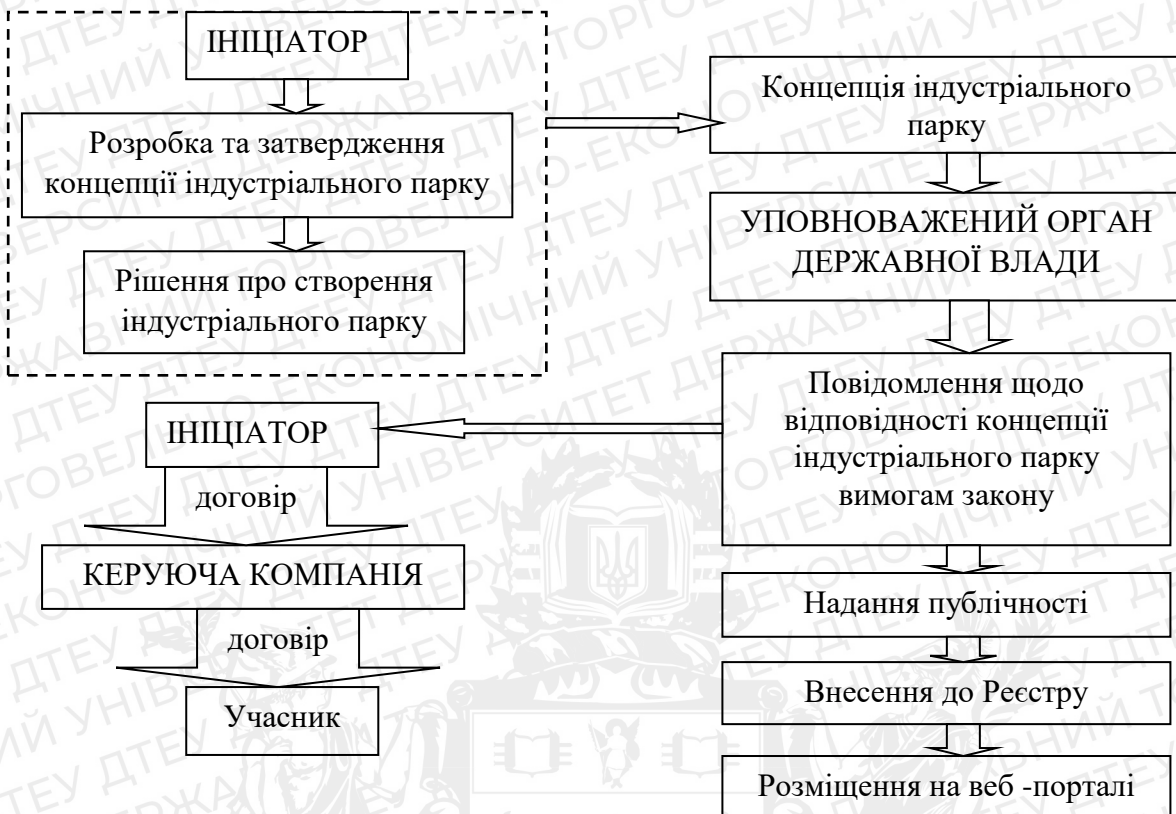 ІНІЦІАТОР
Розробка та затвердження
концепції індустріального парку
Рішення про створення
індустріального парку
Концепція індустріального
парку
УПОВНОВАЖЕНИЙ ОРГАН
ДЕРЖАВНОЇ ВЛАДИ
Повідомлення щодо
відповідності концепції
індустріального парку
вимогам закону
ІНІЦІАТОР
договір
КЕРУЮЧА КОМПАНІЯ
договір
Учасник
Надання публічності
Внесення до Реєстру
Розміщення на веб -порталі